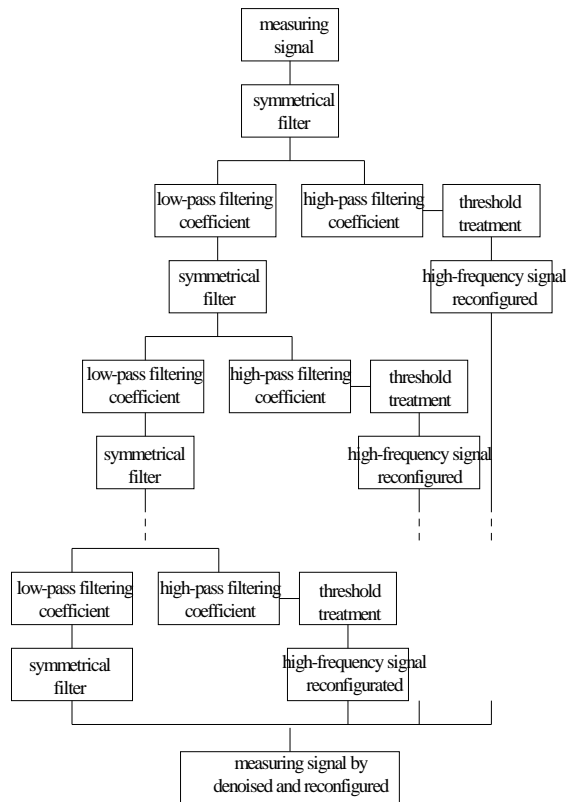 measuring
signal
symmetrical
filter
low-pass filtering
coefficient
high-pass filtering
coefficient
threshold
treatment
symmetrical
filter
high-frequency signal
reconfigured
low-pass filtering
coefficient
high-pass filtering
coefficient
threshold
treatment
symmetrical
filter
high-frequency signal
reconfigured
low-pass filtering
coefficient
high-pass filtering
coefficient
threshold
treatment
symmetrical
filter
high-frequency signal
reconfigurated
measuring signal by
denoised and reconfigured